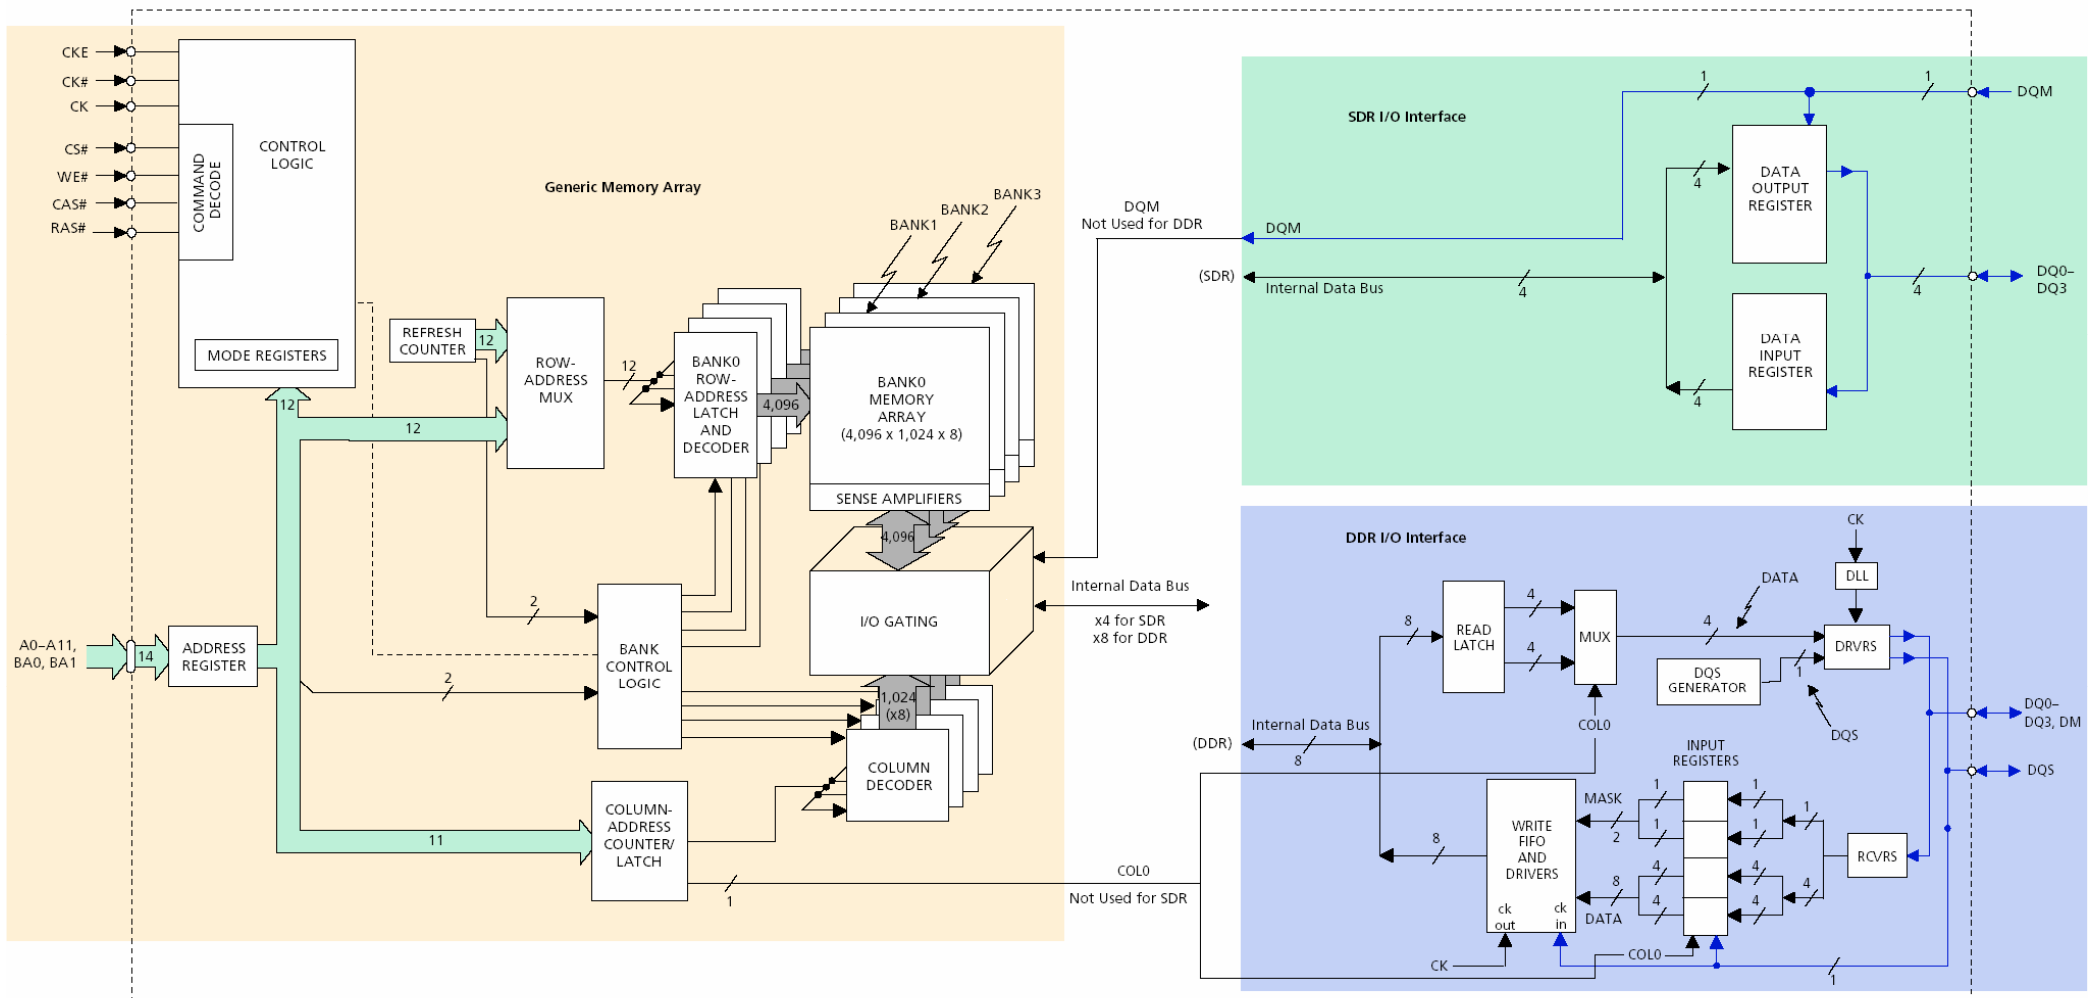 CKE
CK#
CK
CS#
WE#
CAS#
RAS#
COMMAND
DECODE
CONTROL
LOGIC
MODE REGISTERS
Generic Memory Array
BANK1
BANK2
BANK3
REFRESH
COUNTER
12
ROW-
ADDRESS
MUX
12
12
12
BANK0
ROW-
ADDRESS
LATCH
AND
DECODER
4,096
BANK0
MEMORY
ARRAY
(4,096 x 1,024 x 8)
SENSE AMPLIFIERS
4,096
I/O GATING
2
2
BANK
CONTROL
LOGIC
A0–A11,
BA0, BA1
14
ADDRESS
REGISTER
1,024
(x8)
COLUMN
DECODER
11
COLUMN-
ADDRESS
COUNTER/
LATCH
1
COL0
Not Used for SDR
DQM
Not Used for DDR
Internal Data Bus
x4 for SDR
x8 for DDR
SDR I/O Interface
1
1
DQM
DQM
(SDR)
Internal Data Bus
4
4
4
DATA
OUTPUT
REGISTER
DATA
INPUT
REGISTER
4
DQ0–
DQ3
DDR I/O Interface
CK
DLL
DATA
READ
LATCH
8
4
4
MUX
4
DRVRS
DQS
GENERATOR
1
DQS
COL0
(DDR)
Internal Data Bus
8
DQ0–
DQ3, DM
DQS
INPUT
REGISTERS
MASK
2
8
DATA
WRITE
FIFO
AND
DRIVERS
ck
out
ck
in
8
1
1
4
4
1
1
4
4
1
4
RCVRS
CK
COL0
1